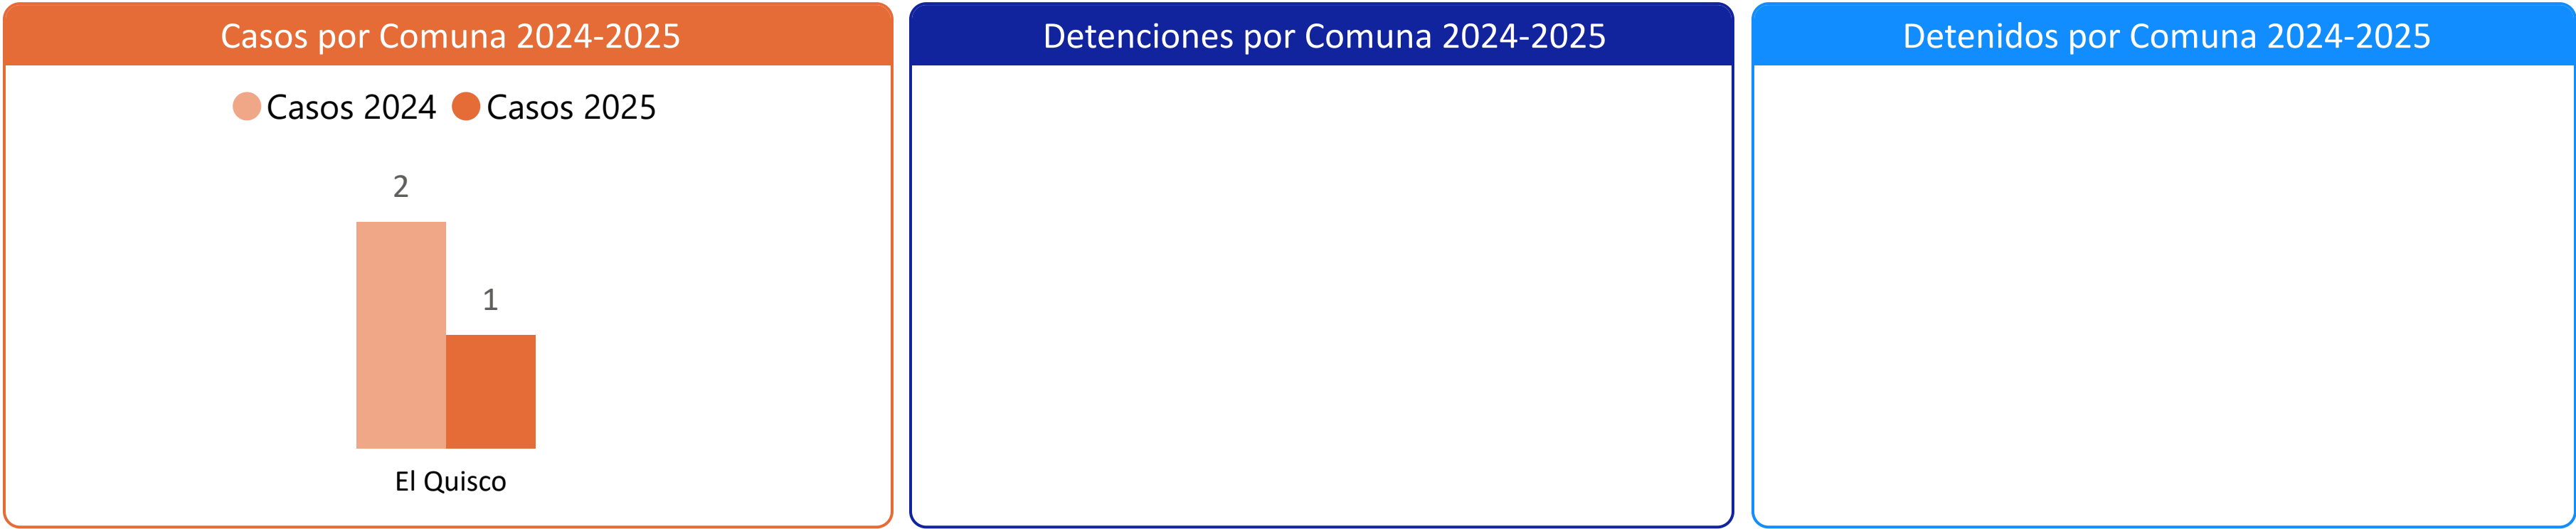 Casos por Comuna 2024-2025
Casos 2024 Casos 2025
2
1
El Quisco
Detenciones por Comuna 2024-2025
Detenidos por Comuna 2024-2025